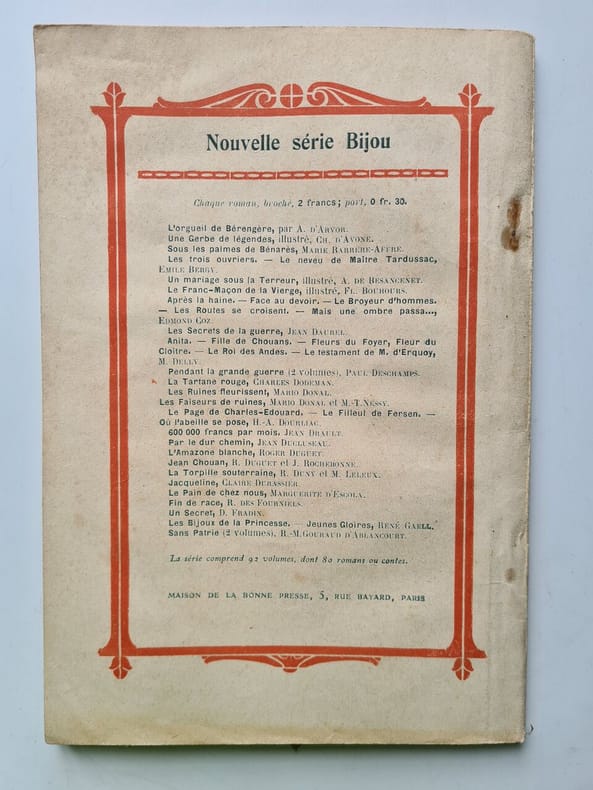 Nouvelle série Bijou
Chaque roman, broché, 2 francs; port, 0 fr. 30.
L'orgueil de Bérengère, par A. D'ARVOR.
Une Gerbe de légendes, illustré, CH. D'AVONE.
Sous les palmes de Bénarès, MARIE BARRÈRE-AFFRE.
Les trois ouvriers. — Le neveu de Maître Tardussac,
EMILE BERGY.
Un mariage sous la Terreur, illustré, A. DE BESANCENET.
Le Franc-Maçon de la Vierge, illustré, FL. BOUHOURS.
Après la haine. — Face au devoir. — Le Broyeur d'hommes.
— Les Routes se croisent. — Mais une ombre passa...,
EDMOND COZ.
Les Secrets de la guerre, JEAN DAUREL.
Anita. — Fille de Chouans. — Fleurs du Foyer, Fleur du
Cloître. — Le Roi des Andes. — Le testament de M. d'Erquoy,
M. DELLY.
Pendant la grande guerre (2 volumes), PAUL DESCHAMPS.
La Tartane rouge, CHARLES DODEMAN.
Les Ruines fleurissent, MARIO DONAL.
Les Faiseurs de ruines, MARIO DONAL et M.-T. NESSY.
Le Page de Charles-Edouard. — Le Filleul de Fersen. —
Où l'abeille se pose, H.-A. DOURLIAC.
600 000 francs par mois, JEAN DRAULT.
Par le dur chemin, JEAN DUCLUSEAU.
L'Amazone blanche, ROGER DUGUET.
Jean Chouan, R. DUGUET et J. ROCHEBONNE.
La Torpille souterraine, R. DUNY et M. LELEUX.
Jacqueline, CLAIRE DURASSIER.
Le Pain de chez nous, MARGUERITE D'ESCOLA.
Fin de race, R. DES FOURNIELS.
Un Secret, D. FRADIN.
Les Bijoux de la Princesse. — Jeunes Gloires, RENÉ GAELL.
Sans Patrie (2 volumes), B.-M. GOURAUD D'ABLANCOURT.
La série comprend 92 volumes, dont 80 romans ou contes.
MAISON DE LA BONNE PRESSE, 5, RUE BAYARD, PARIS